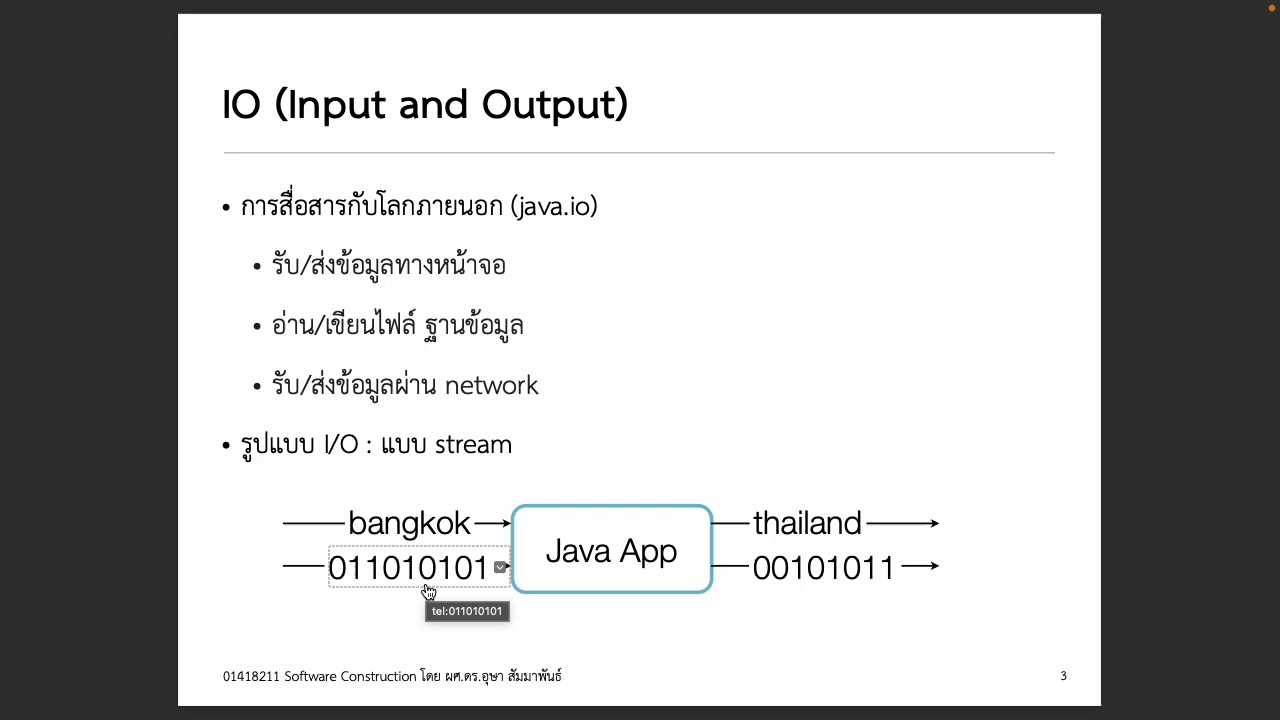 IO (Input and Output)
• การสื่อสารกับโลกภายนอก (java.io)
• รับ/ส่งข้อมูลทางหน้าจอ
• อ่าน/เขียนไฟล์ ฐานข้อมูล
• รับ/ส่งข้อมูลผ่าน network
• รูปแบบ I/O : แบบ stream
bangkok
Java App
thailand
011010101
00101011
tel:011010101
01418211 Software Construction โดย ผศ.ดร.อุษา สัมมาพันธ์
3